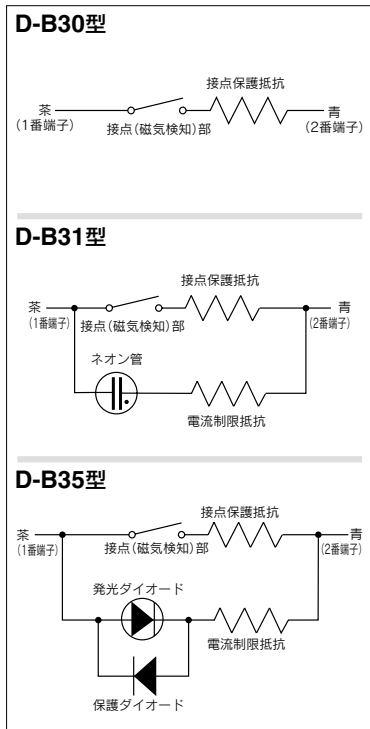 D-B30型
接点保護抵抗
茶
(1番端子)
接点(磁気検知)部
青
(2番端子)
D-B31型
接点保護抵抗
茶
(1番端子)
接点(磁気検知)部
青
(2番端子)
ネオン管
電流制限抵抗
D-B35型
接点保護抵抗
茶
(1番端子)
接点(磁気検知)部
青
(2番端子)
発光ダイオード
電流制限抵抗
保護ダイオード